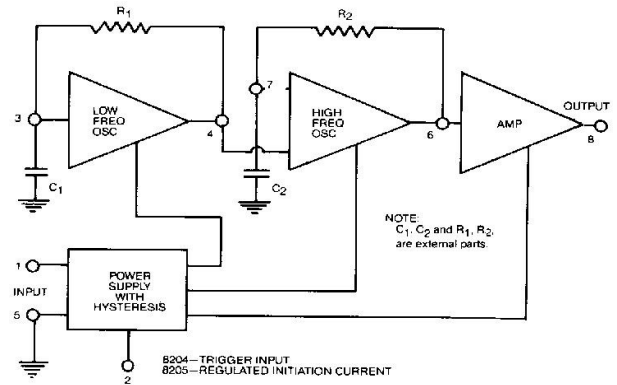 R1
R2
3
LOW
FREQ
OSC
4
C1
7
HIGH
FREQ
OSC
6
C2
AMP
OUTPUT
8
NOTE:
C1, C2 and R1, R2,
are external parts.
1
INPUT
5
POWER
SUPPLY
WITH
HYSTERESIS
2
8204—TRIGGER INPUT
8205—REGULATED INITIATION CURRENT